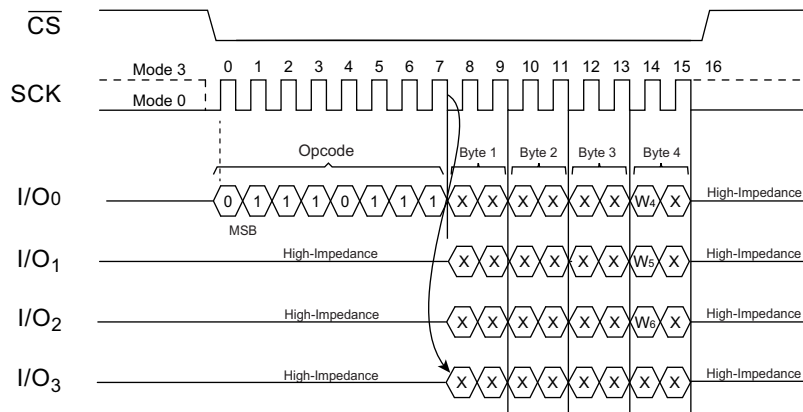 CS
Mode 3 0 1 2 3 4 5 6 7 8 9 10 11 12 13 14 15 16
SCK
Mode 0
Opcode Byte 1 Byte 2 Byte 3 Byte 4
I/O0 0 1 1 1 0 1 1 1 X X X X X X W4 X High-Impedance
MSB
I/O1 High-Impedance X X X X X X W5 X High-Impedance
I/O2 High-Impedance X X X X X X W6 X High-Impedance
I/O3 High-Impedance X X X X X X X X High-Impedance